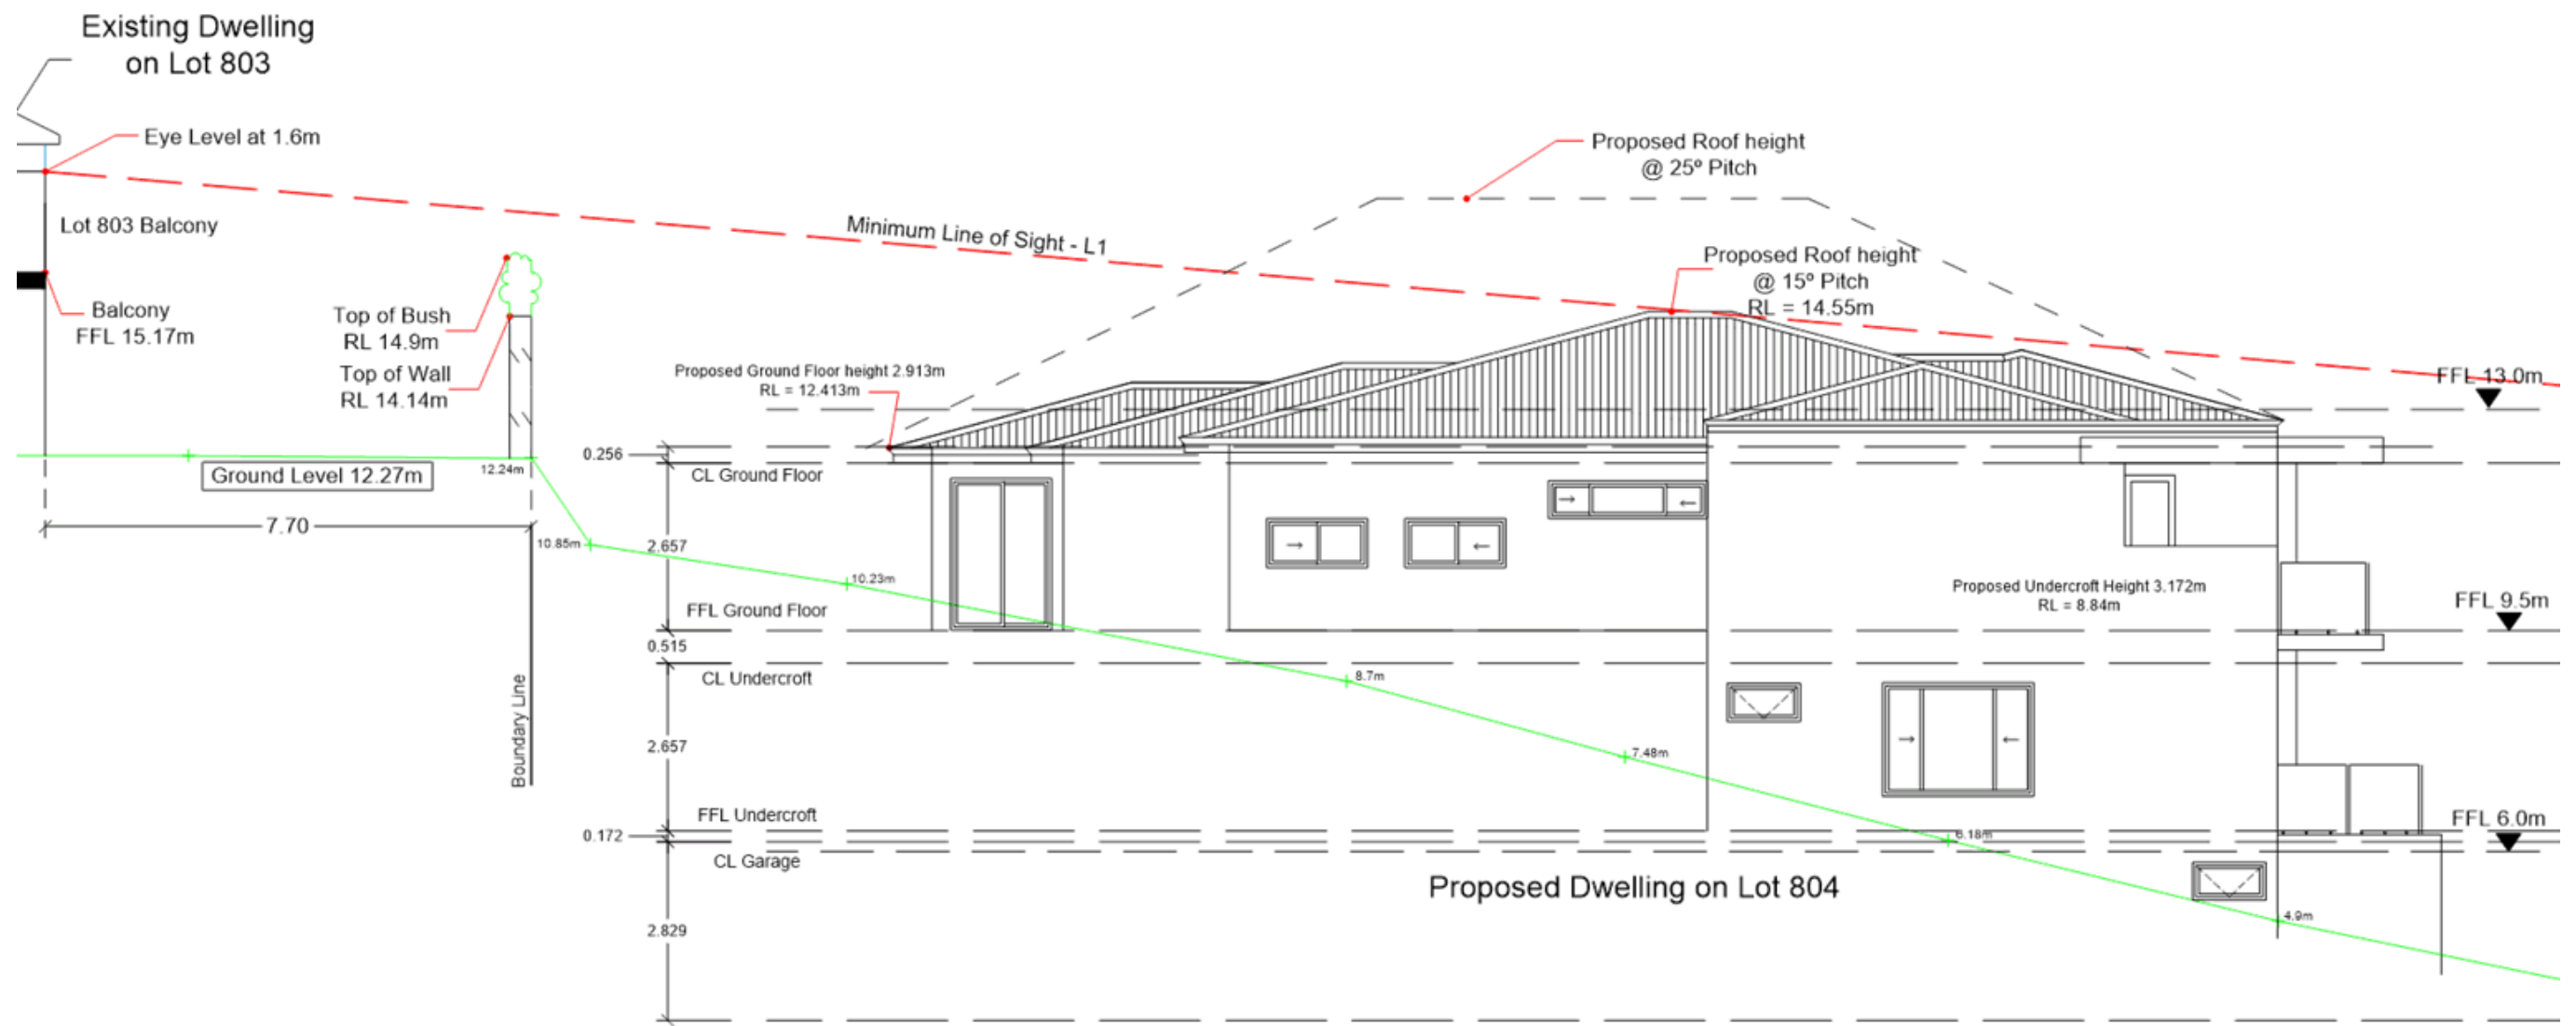 Existing Dwelling
on Lot 803
Eye Level at 1.6m
Lot 803 Balcony
Balcony
FFL 15.17m
Top of Bush
RL 14.9m
Top of Wall
RL 14.14m
12.24m
Ground Level 12.27m
7.70
10.85m
Boundary Line
Minimum Line of Sight - L1
Proposed Roof height
@ 25º Pitch
Proposed Roof height
@ 15º Pitch
RL = 14.55m
Proposed Ground Floor height 2.913m
RL = 12.413m
FFL 13.0m
0.256
CL Ground Floor
2.657
10.23m
FFL Ground Floor
0.515
CL Undercroft
8.7m
Proposed Undercroft Height 3.172m
RL = 8.84m
FFL 9.5m
2.657
7.48m
FFL Undercroft
0.172
CL Garage
6.18m
FFL 6.0m
Proposed Dwelling on Lot 804
4.9m
2.829